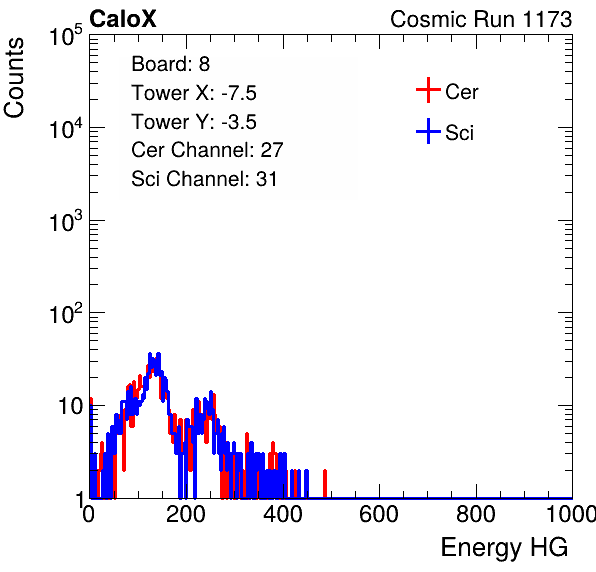 CaloX Cosmic Run 1173
Counts
Board: 8
Tower X: -7.5
Tower Y: -3.5
Cer Channel: 27
Sci Channel: 31
Cer
Sci
10^5
10^4
10^3
10^2
10
1
0 200 400 600 800 1000
Energy HG